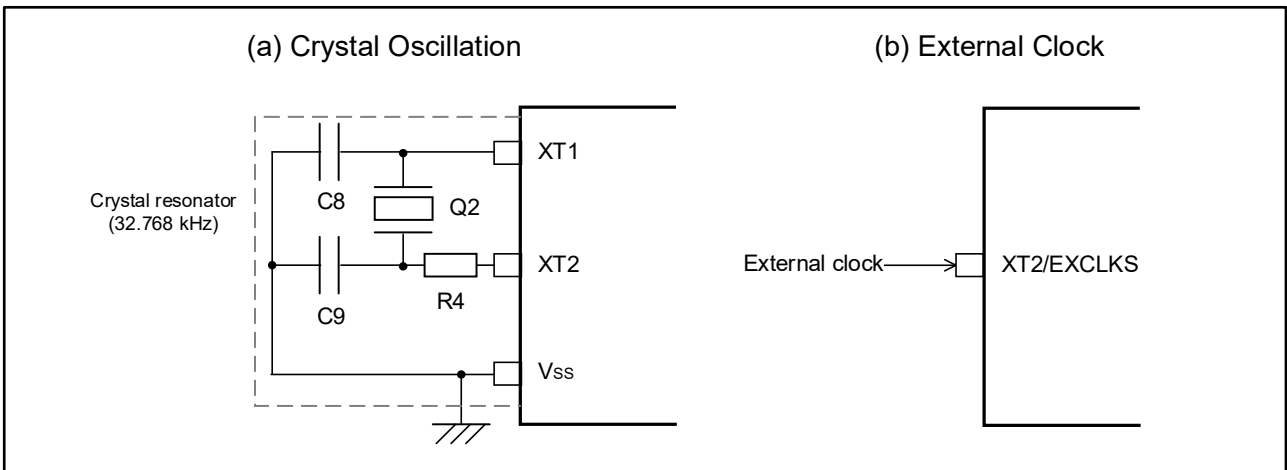 (a) Crystal Oscillation
(b) External Clock
XT1
C8
Q2
Crystal resonator
(32.768 kHz)
XT2
R4
C9
Vss
External clock
XT2/EXCLKS